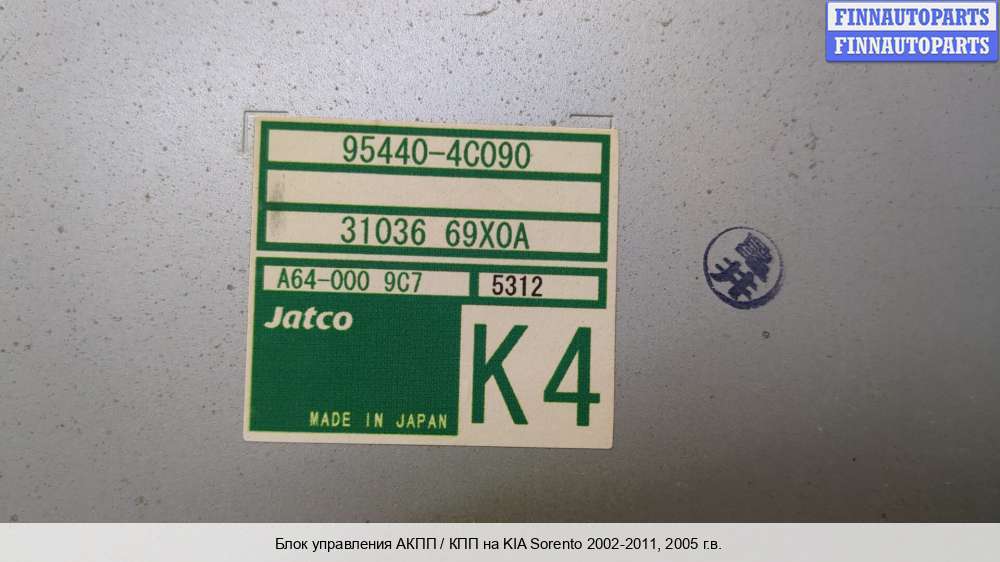 FINNAUTOPARTS
FINNAUTOPARTS
95440-4C090
31036 69X0A
A64-000 9C7
5312
Jatco
K4
MADE IN JAPAN
Блок управления АКПП / КПП на KIA Sorento 2002-2011, 2005 г.в.